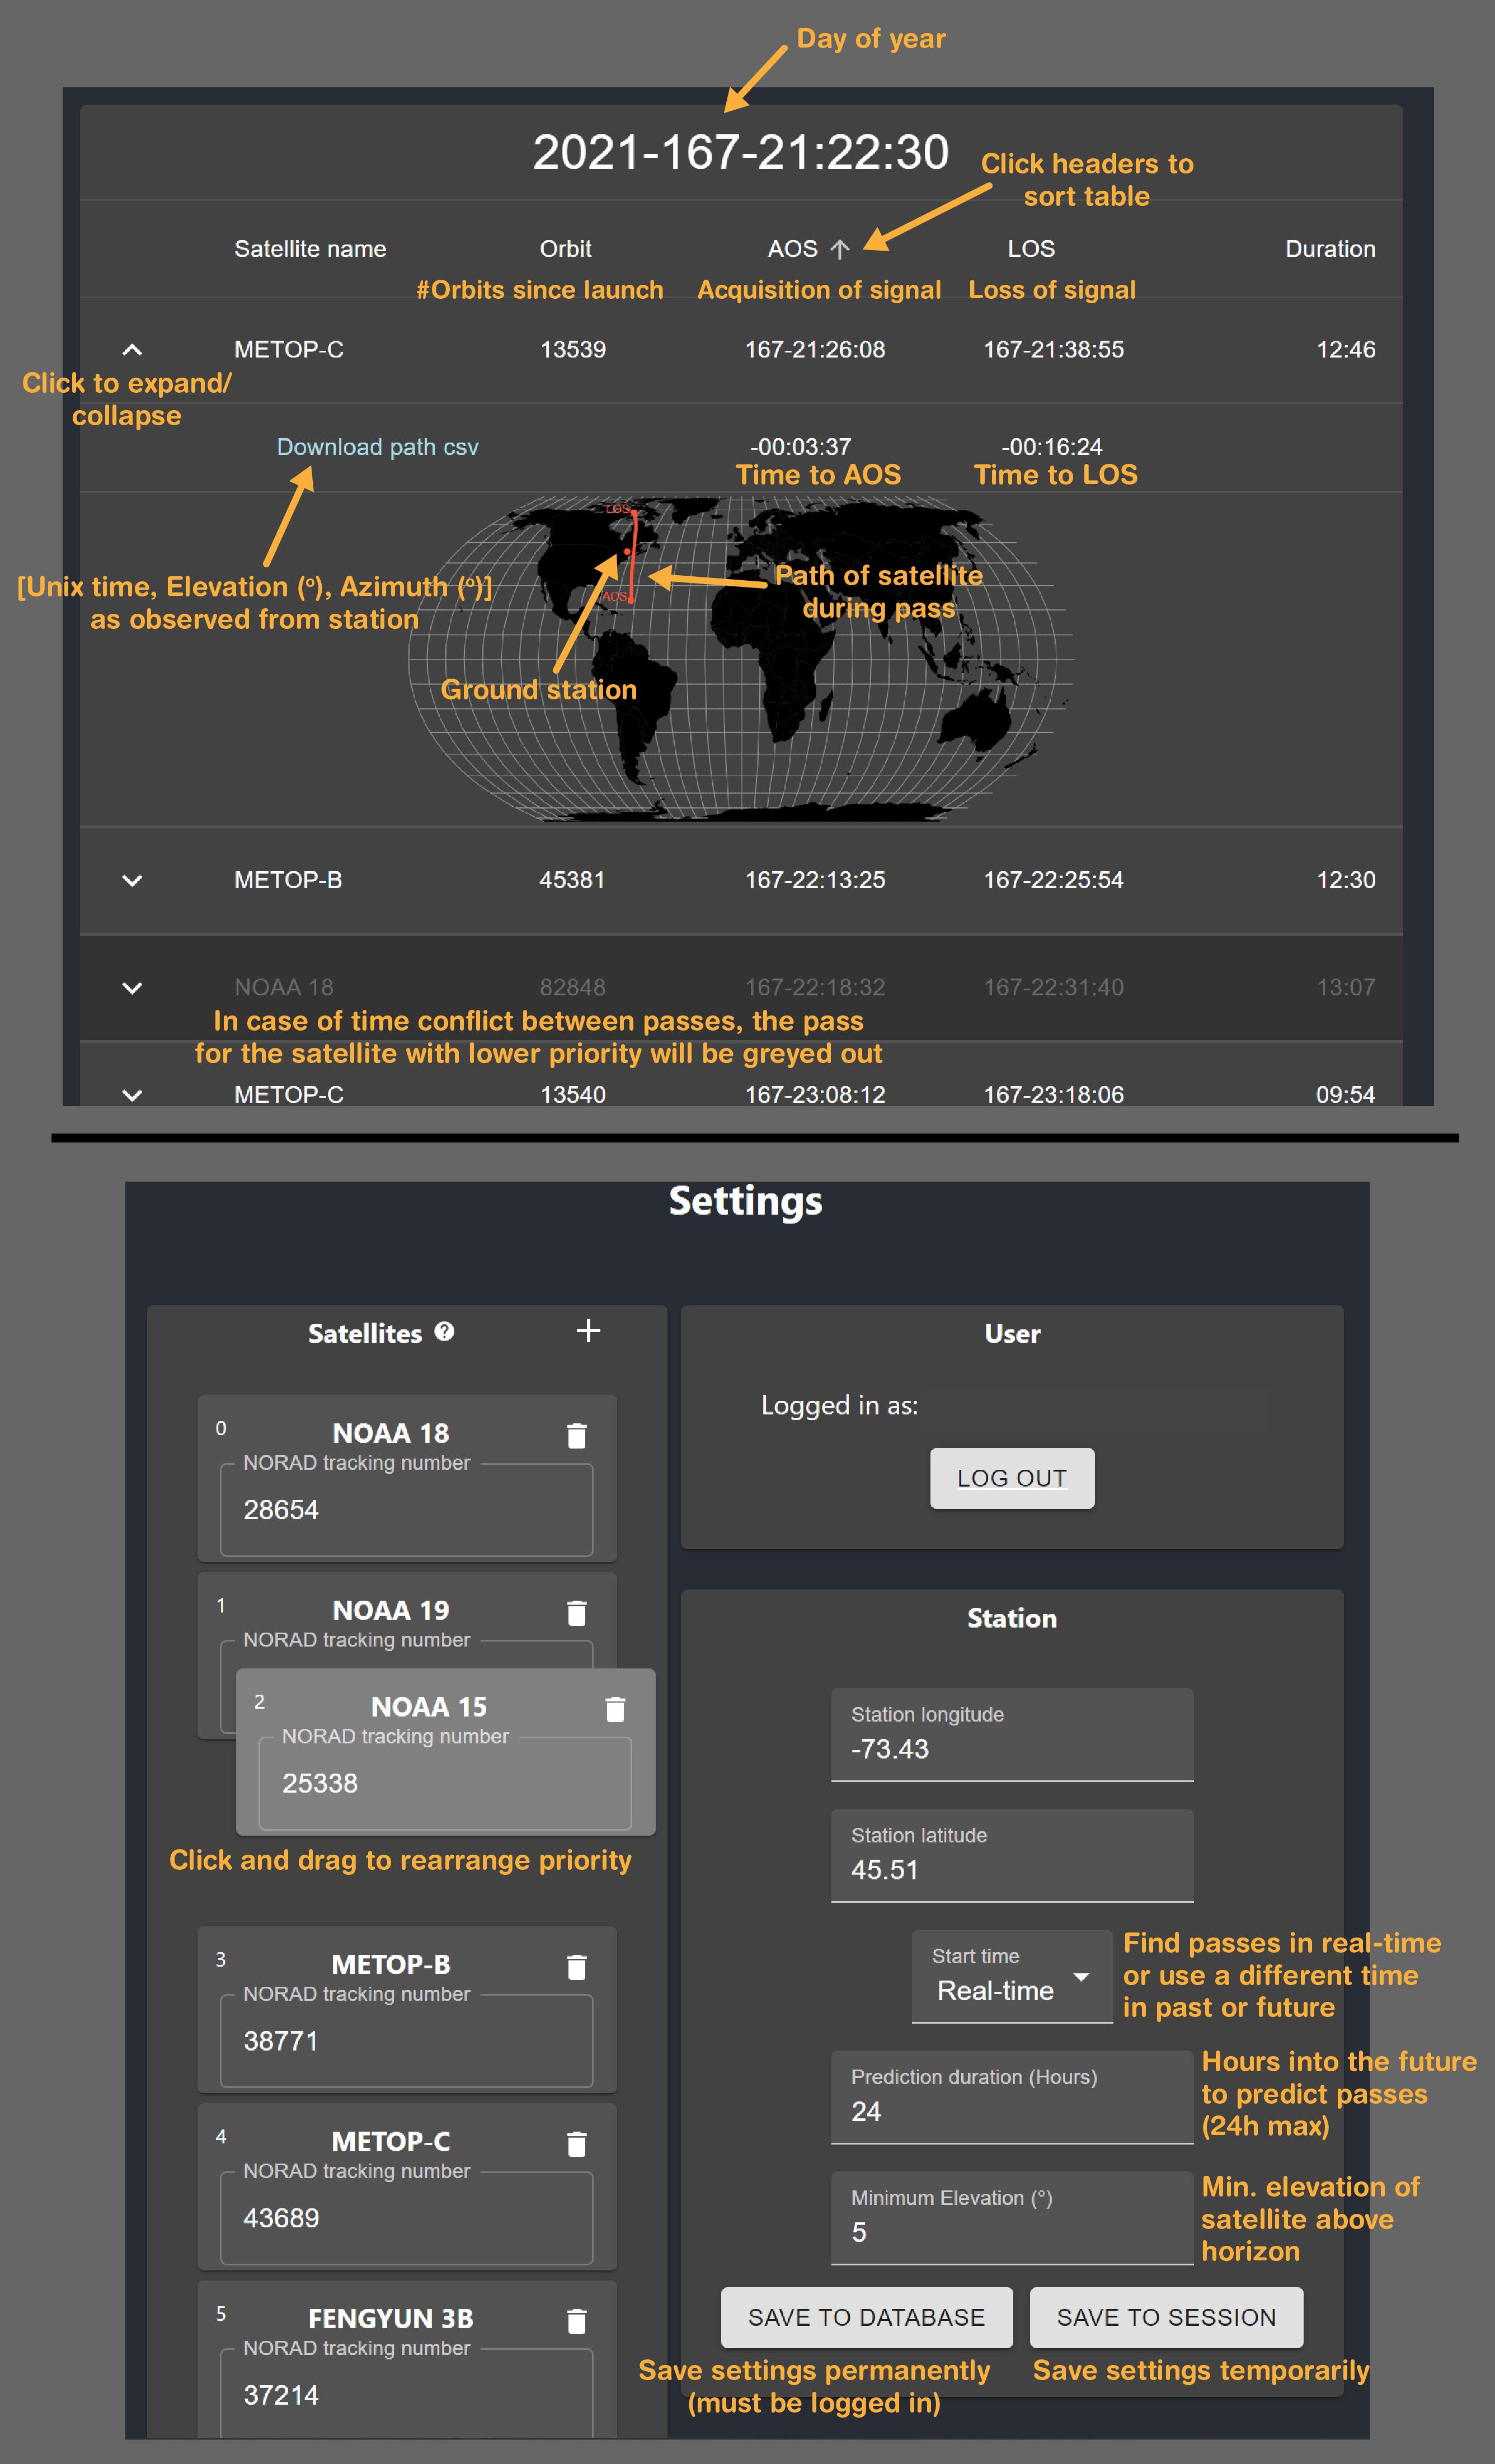 Day of year
2021-167-21:22:30
Click headers to
sort table
Satellite name Orbit AOS LOS Duration
#Orbits since launch Acquisition of signal Loss of signal
METOP-C 13539 167-21:26:08 167-21:38:55 12:46
Click to expand/
collapse
Download path csv -00:03:37 -00:16:24
Time to AOS Time to LOS
LOS
[Unix time, Elevation (º), Azimuth (º)]
as observed from station
Path of satellite
during pass
AOS
Ground station
METOP-B 45381 167-22:13:25 167-22:25:54 12:30
NOAA 18 82848 167-22:18:32 167-22:31:40 13:07
In case of time conflict between passes, the pass
for the satellite with lower priority will be greyed out
METOP-C 13540 167-23:08:12 167-23:18:06 09:54
Settings
Satellites ? +
0 NOAA 18
NORAD tracking number
28654
1 NOAA 19
NORAD tracking number
2 NOAA 15
NORAD tracking number
25338
Click and drag to rearrange priority
3 METOP-B
NORAD tracking number
38771
4 METOP-C
NORAD tracking number
43689
5 FENGYUN 3B
NORAD tracking number
37214
User
Logged in as:
LOG OUT
Station
Station longitude
-73.43
Station latitude
45.51
Start time
Real-time
Find passes in real-time
or use a different time
in past or future
Prediction duration (Hours)
24
Hours into the future
to predict passes
(24h max)
Minimum Elevation (°)
5
Min. elevation of
satellite above
horizon
SAVE TO DATABASE SAVE TO SESSION
Save settings permanently
(must be logged in)
Save settings temporarily